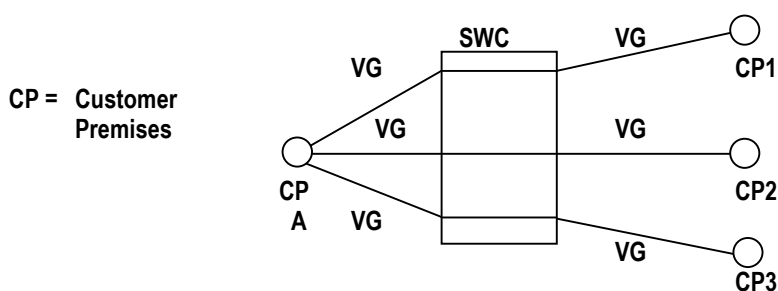 SWC
VG
VG
CP1
CP = Customer
Premises
VG
VG
CP
A
CP2
VG
VG
CP3